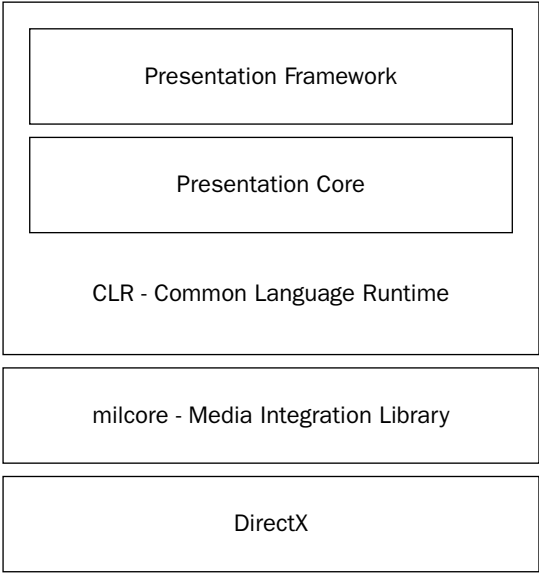 Presentation Framework
Presentation Core
CLR - Common Language Runtime
milcore - Media Integration Library
DirectX